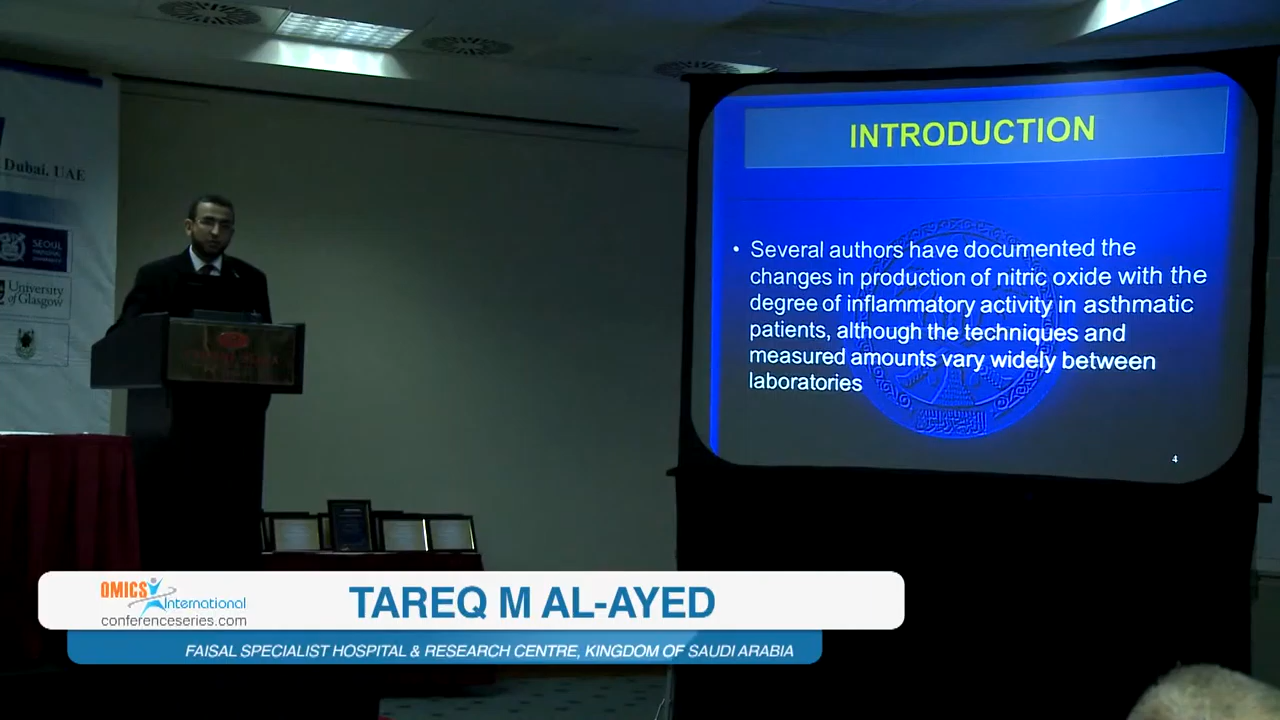 Dubai, UAE
SEOUL
NATIONAL
UNIVERSITY
University
of Glasgow
INTRODUCTION
• Several authors have documented the
changes in production of nitric oxide with the
degree of inflammatory activity in asthmatic
patients, although the techniques and
measured amounts vary widely between
laboratories
4
OMICS
International
conferenceseries.com
TAREQ M AL-AYED
FAISAL SPECIALIST HOSPITAL & RESEARCH CENTRE, KINGDOM OF SAUDI ARABIA